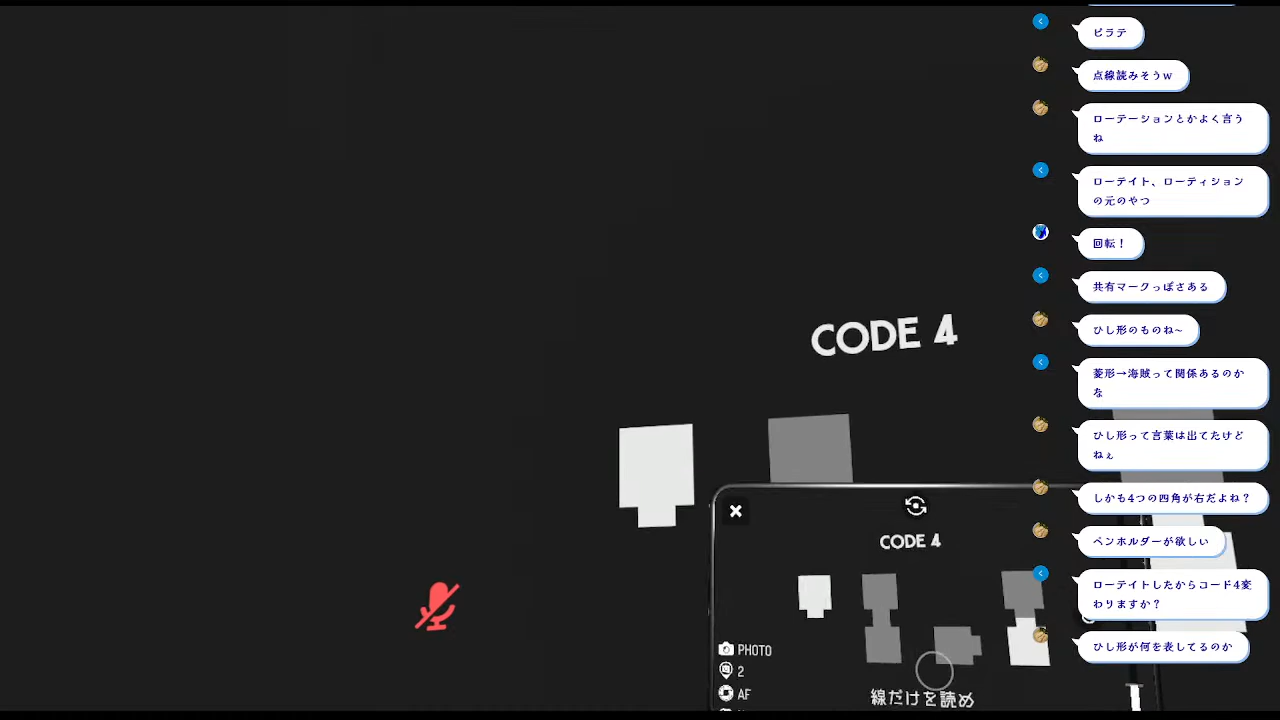 ピラテ
点線読みそうw
ローテーションとかよく言う
ね
ローテイト、ローティション
の元のやつ
回転！
共有マークっぽさある
ひし形のものね~
菱形→海賊って関係あるのか
な
ひし形って言葉は出てたけど
ねぇ
しかも4つの四角が右だよね？
ペンホルダーが欲しい
ローテイトしたからコード4変
わりますか？
ひし形が何を表してるのか
CODE 4
CODE 4
PHOTO
2
AF
線だけを読め